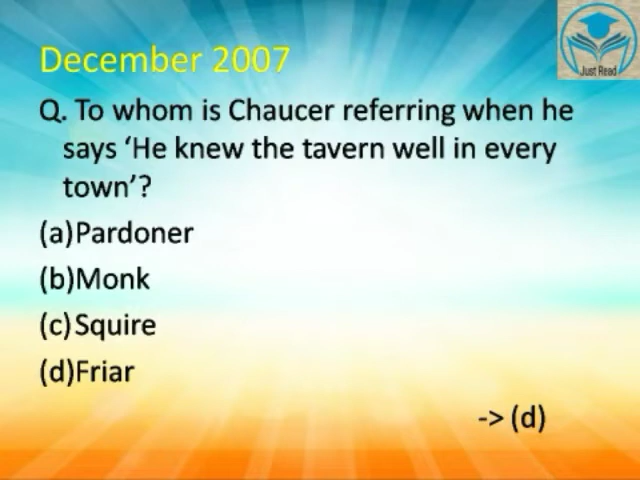 Just Read
December 2007
Q. To whom is Chaucer referring when he
says ‘He knew the tavern well in every
town’?
(a)Pardoner
(b)Monk
(c)Squire
(d)Friar
-> (d)